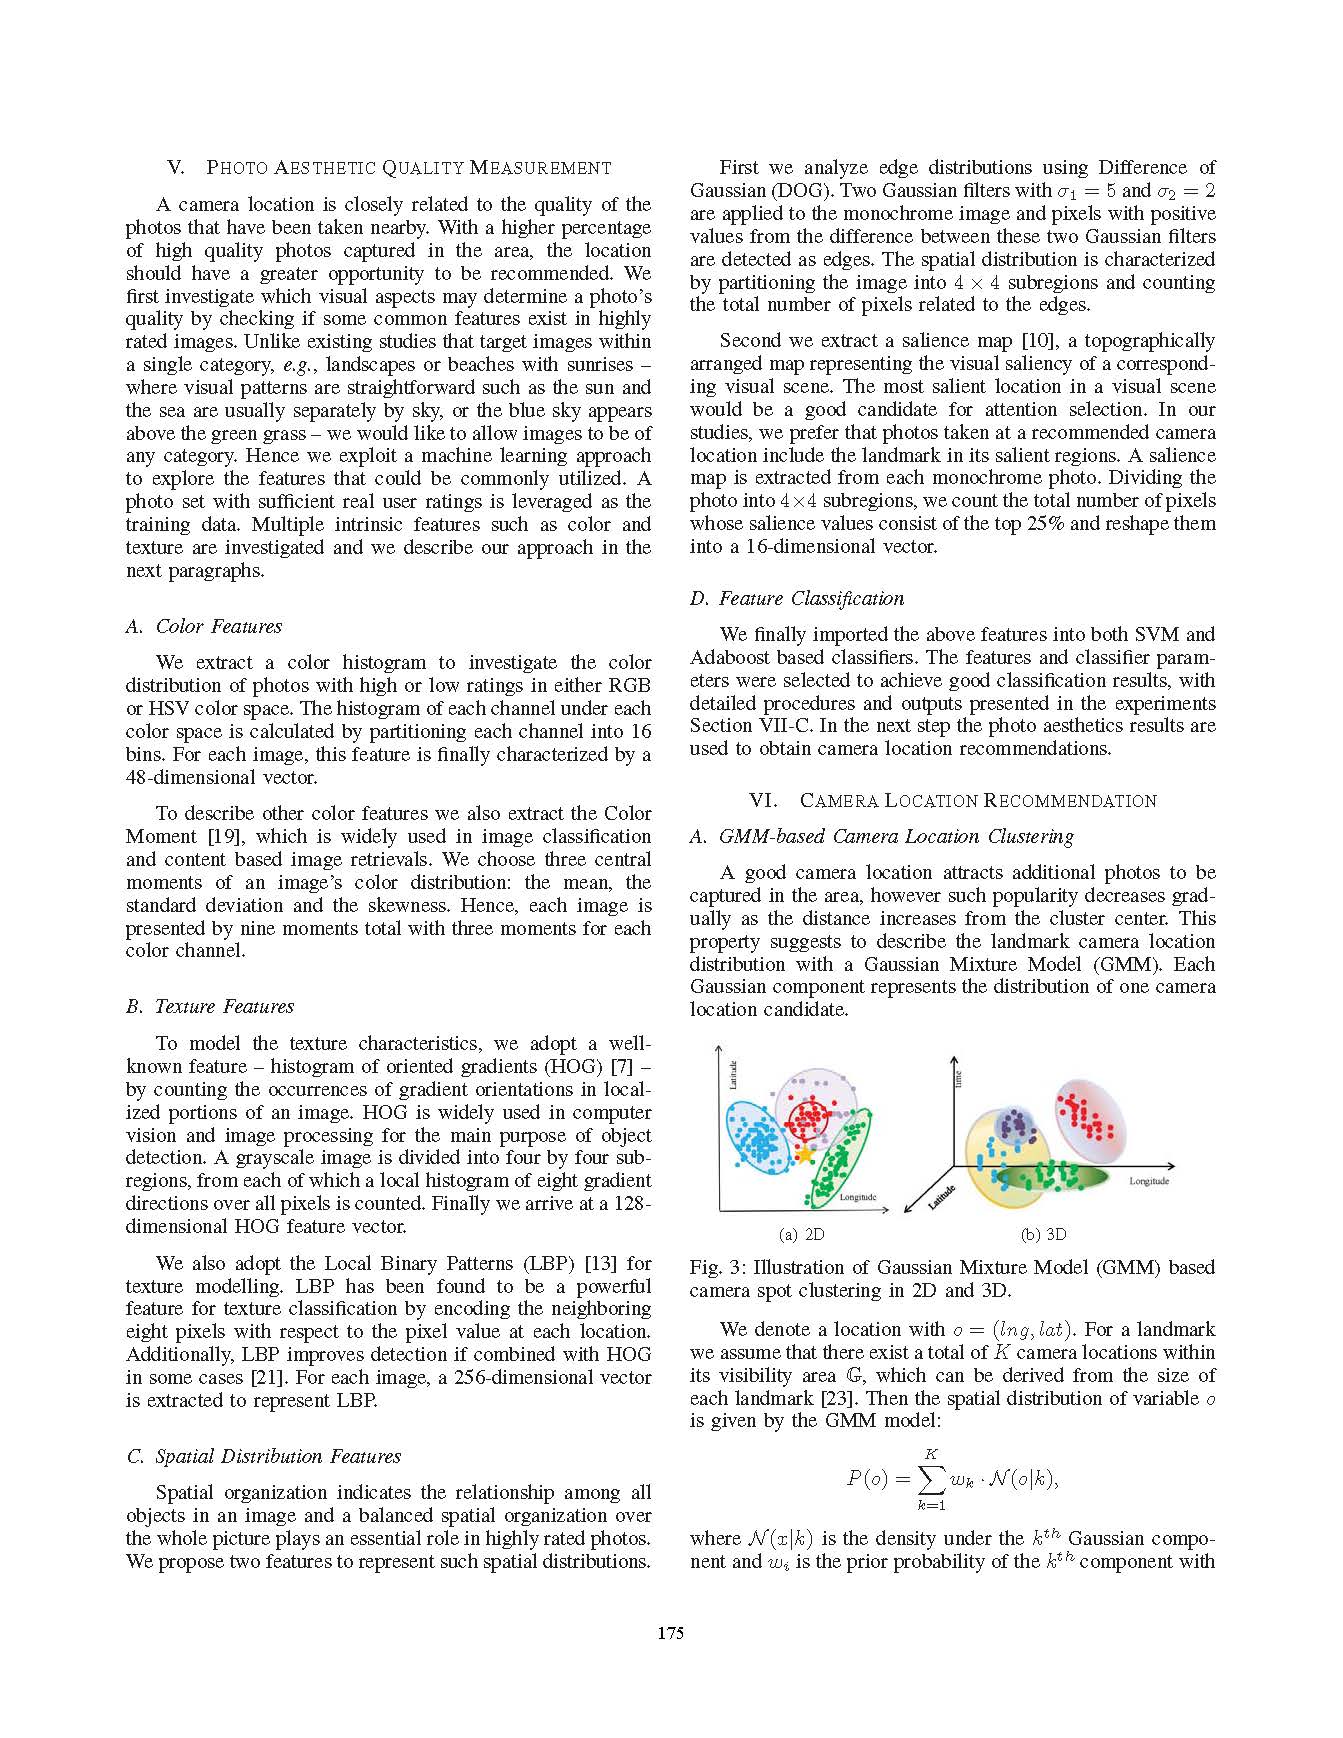 V. PHOTO AESTHETIC QUALITY MEASUREMENT
A camera location is closely related to the quality of the
photos that have been taken nearby. With a higher percentage
of high quality photos captured in the area, the location
should have a greater opportunity to be recommended. We
first investigate which visual aspects may determine a photo's
quality by checking if some common features exist in highly
rated images. Unlike existing studies that target images within
a single category, e.g., landscapes or beaches with sunrises –
where visual patterns are straightforward such as the sun and
the sea are usually separately by sky, or the blue sky appears
above the green grass – we would like to allow images to be of
any category. Hence we exploit a machine learning approach
to explore the features that could be commonly utilized. A
photo set with sufficient real user ratings is leveraged as the
training data. Multiple intrinsic features such as color and
texture are investigated and we describe our approach in the
next paragraphs.
A. Color Features
We extract a color histogram to investigate the color
distribution of photos with high or low ratings in either RGB
or HSV color space. The histogram of each channel under each
color space is calculated by partitioning each channel into 16
bins. For each image, this feature is finally characterized by a
48-dimensional vector.
To describe other color features we also extract the Color
Moment [19], which is widely used in image classification
and content based image retrievals. We choose three central
moments of an image's color distribution: the mean, the
standard deviation and the skewness. Hence, each image is
presented by nine moments total with three moments for each
color channel.
B. Texture Features
To model the texture characteristics, we adopt a well-
known feature – histogram of oriented gradients (HOG) [7] –
by counting the occurrences of gradient orientations in local-
ized portions of an image. HOG is widely used in computer
vision and image processing for the main purpose of object
detection. A grayscale image is divided into four by four sub-
regions, from each of which a local histogram of eight gradient
directions over all pixels is counted. Finally we arrive at a 128-
dimensional HOG feature vector.
We also adopt the Local Binary Patterns (LBP) [13] for
texture modelling. LBP has been found to be a powerful
feature for texture classification by encoding the neighboring
eight pixels with respect to the pixel value at each location.
Additionally, LBP improves detection if combined with HOG
in some cases [21]. For each image, a 256-dimensional vector
is extracted to represent LBP.
C. Spatial Distribution Features
Spatial organization indicates the relationship among all
objects in an image and a balanced spatial organization over
the whole picture plays an essential role in highly rated photos.
We propose two features to represent such spatial distributions.
First we analyze edge distributions using Difference of
Gaussian (DOG). Two Gaussian filters with σ₁ = 5 and σ₂ = 2
are applied to the monochrome image and pixels with positive
values from the difference between these two Gaussian filters
are detected as edges. The spatial distribution is characterized
by partitioning the image into 4 × 4 subregions and counting
the total number of pixels related to the edges.
Second we extract a salience map [10], a topographically
arranged map representing the visual saliency of a correspond-
ing visual scene. The most salient location in a visual scene
would be a good candidate for attention selection. In our
studies, we prefer that photos taken at a recommended camera
location include the landmark in its salient regions. A salience
map is extracted from each monochrome photo. Dividing the
photo into 4×4 subregions, we count the total number of pixels
whose salience values consist of the top 25% and reshape them
into a 16-dimensional vector.
D. Feature Classification
We finally imported the above features into both SVM and
Adaboost based classifiers. The features and classifier param-
eters were selected to achieve good classification results, with
detailed procedures and outputs presented in the experiments
Section VII-C. In the next step the photo aesthetics results are
used to obtain camera location recommendations.
VI. CAMERA LOCATION RECOMMENDATION
A. GMM-based Camera Location Clustering
A good camera location attracts additional photos to be
captured in the area, however such popularity decreases grad-
ually as the distance increases from the cluster center. This
property suggests to describe the landmark camera location
distribution with a Gaussian Mixture Model (GMM). Each
Gaussian component represents the distribution of one camera
location candidate.
Latitude
Longitude
time
Latitude
Longitude
(a) 2D
(b) 3D
Fig. 3: Illustration of Gaussian Mixture Model (GMM) based
camera spot clustering in 2D and 3D.
We denote a location with o = (lng, lat). For a landmark
we assume that there exist a total of K camera locations within
its visibility area 𝔾, which can be derived from the size of
each landmark [23]. Then the spatial distribution of variable o
is given by the GMM model:
P(o) = ∑_{k=1}^{K} w_k · 𝒩(o|k),
where 𝒩(x|k) is the density under the k^{th} Gaussian compo-
nent and w_i is the prior probability of the k^{th} component with
175